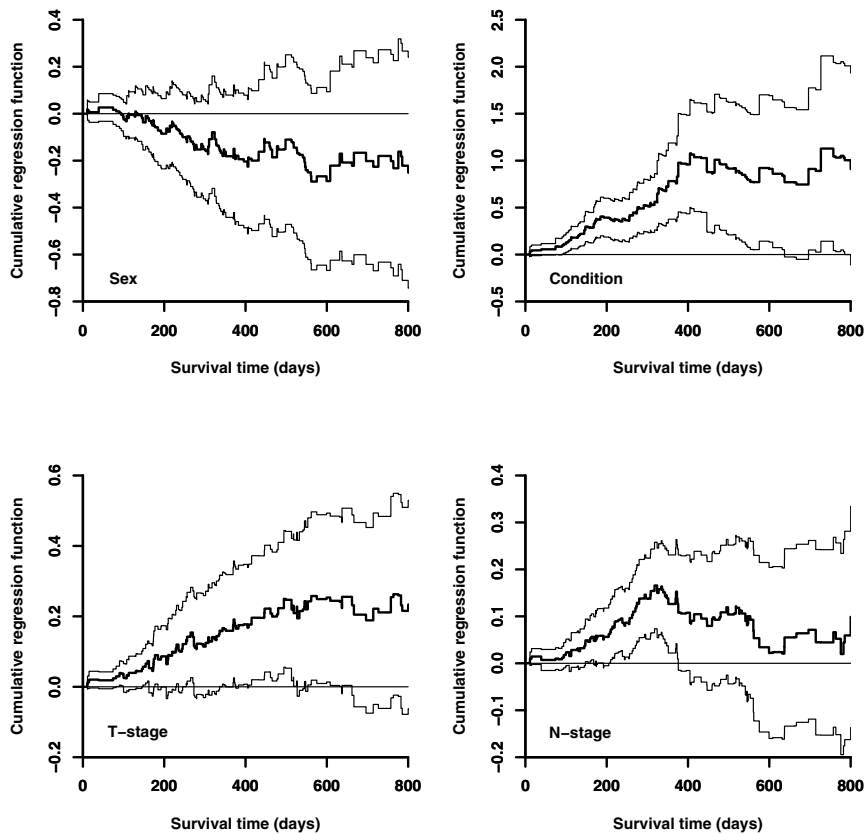 Cumulative regression function
0.4
0.2
0.0
−0.2
−0.4
−0.6
−0.8
Sex
0 200 400 600 800
Survival time (days)
Cumulative regression function
2.5
2.0
1.5
1.0
0.5
0.0
−0.5
Condition
0 200 400 600 800
Survival time (days)
Cumulative regression function
0.6
0.4
0.2
0.0
−0.2
T−stage
0 200 400 600 800
Survival time (days)
Cumulative regression function
0.4
0.3
0.2
0.1
0.0
−0.1
−0.2
N−stage
0 200 400 600 800
Survival time (days)